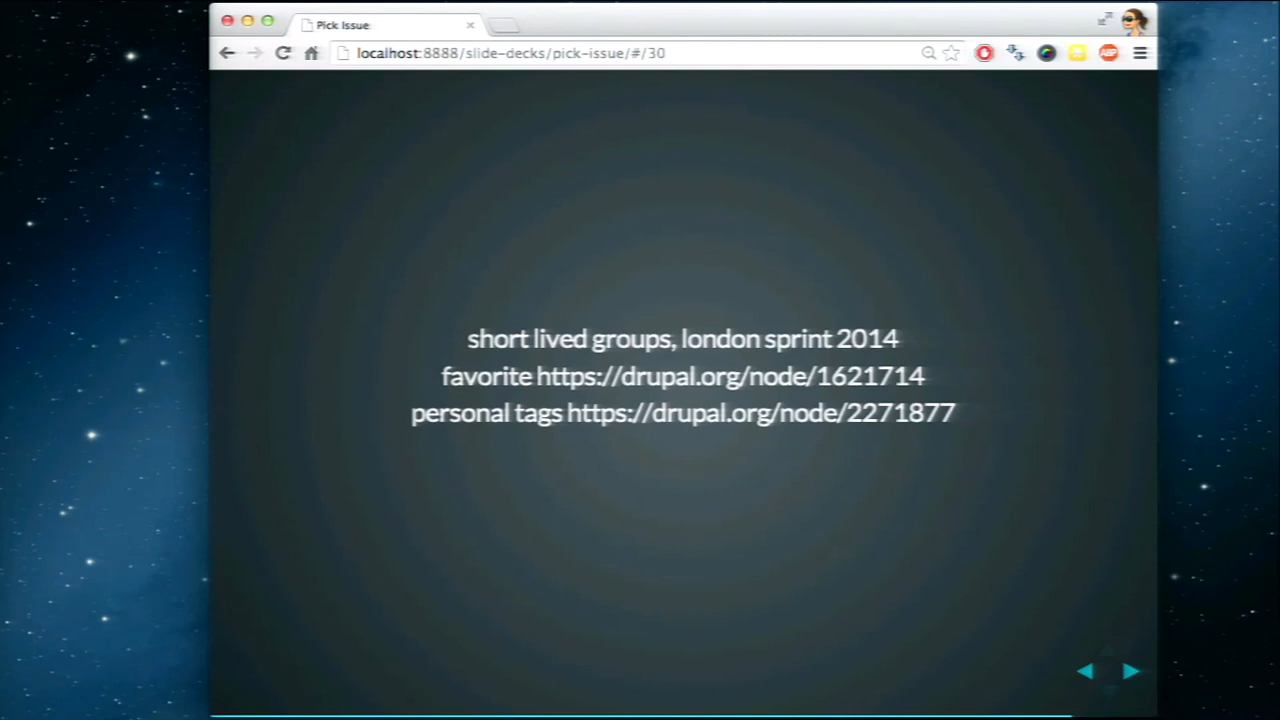 Pick Issue
localhost:8888/slide-decks/pick-issue/#/30
ABP
short lived groups, london sprint 2014
favorite https://drupal.org/node/1621714
personal tags https://drupal.org/node/2271877